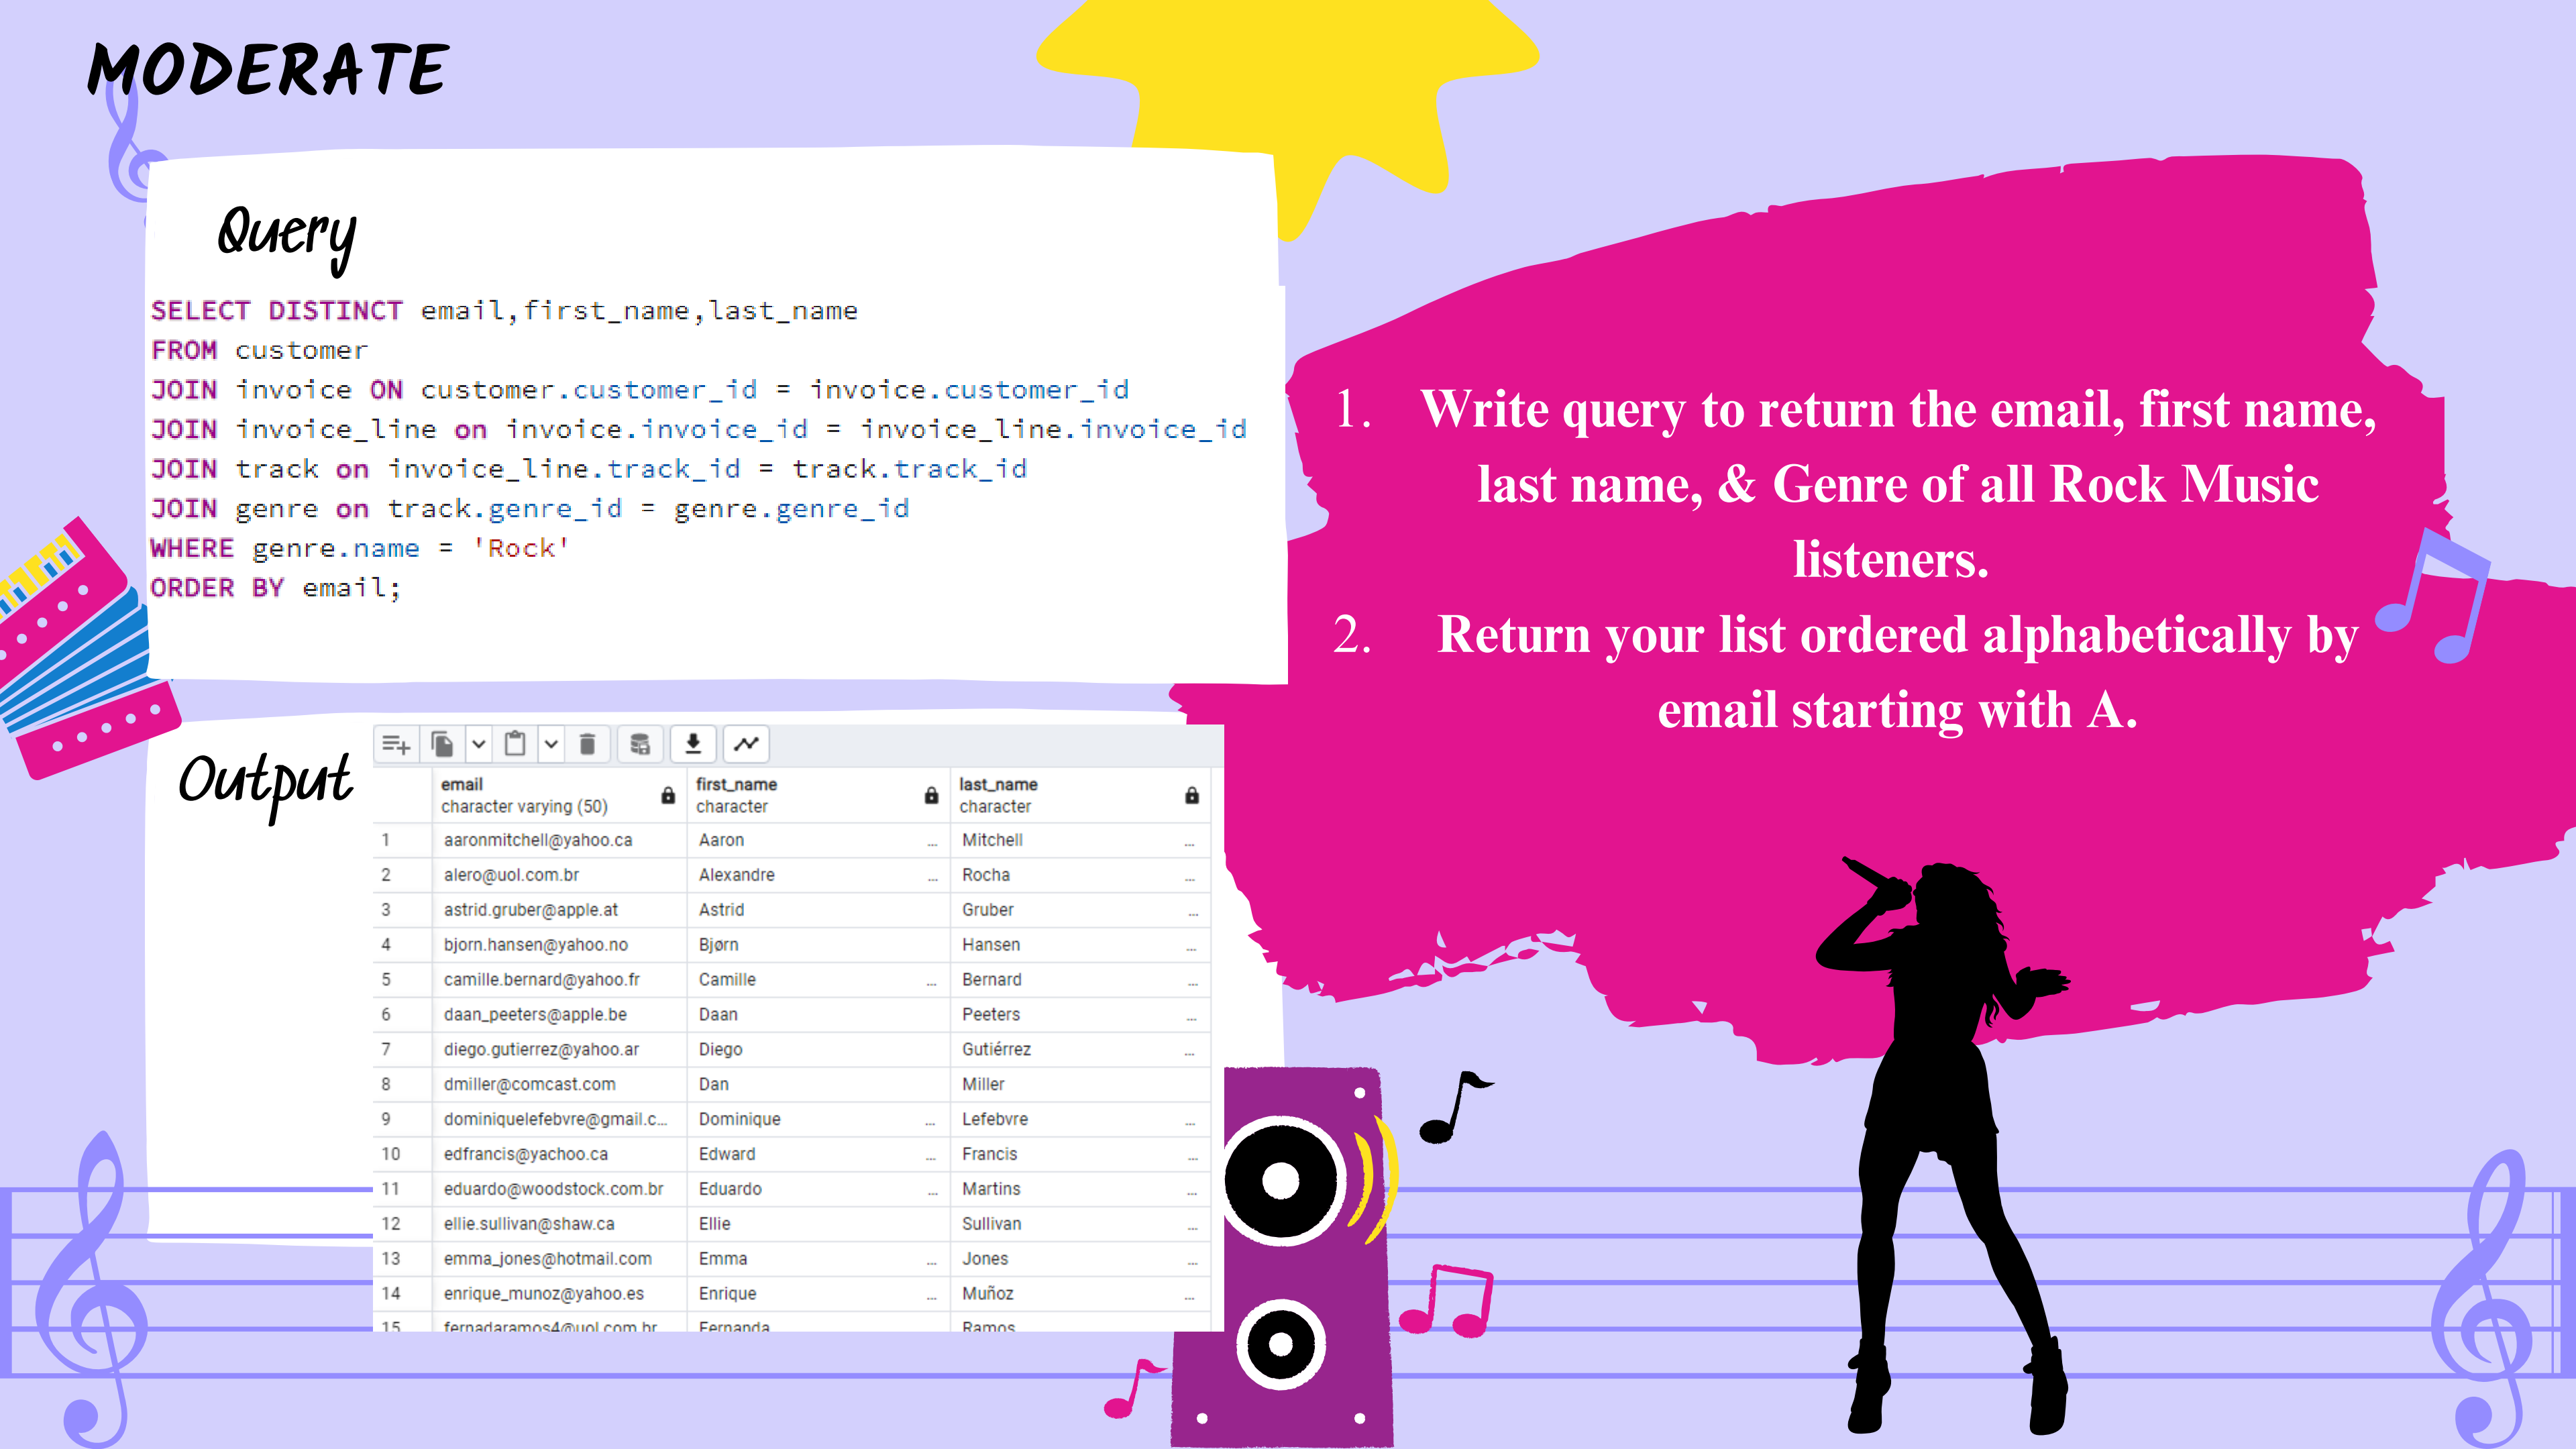 MODERATE
Query
SELECT DISTINCT email,first_name,last_name
FROM customer
JOIN invoice ON customer.customer_id = invoice.customer_id
JOIN invoice_line on invoice.invoice_id = invoice_line.invoice_id
JOIN track on invoice_line.track_id = track.track_id
JOIN genre on track.genre_id = genre.genre_id
WHERE genre.name = 'Rock'
ORDER BY email;
1. Write query to return the email, first name,
last name, & Genre of all Rock Music
listeners.
2. Return your list ordered alphabetically by
email starting with A.
Output
email first_name last_name
character varying (50) character character
1 aaronmitchell@yahoo.ca Aaron ... Mitchell ...
2 alero@uol.com.br Alexandre ... Rocha ...
3 astrid.gruber@apple.at Astrid Gruber ...
4 bjorn.hansen@yahoo.no Bjørn Hansen ...
5 camille.bernard@yahoo.fr Camille ... Bernard ...
6 daan_peeters@apple.be Daan Peeters ...
7 diego.gutierrez@yahoo.ar Diego Gutiérrez ...
8 dmiller@comcast.com Dan Miller
9 dominiquelefebvre@gmail.c... Dominique ... Lefebvre ...
10 edfrancis@yachoo.ca Edward ... Francis ...
11 eduardo@woodstock.com.br Eduardo ... Martins ...
12 ellie.sullivan@shaw.ca Ellie Sullivan ...
13 emma_jones@hotmail.com Emma ... Jones ...
14 enrique_munoz@yahoo.es Enrique ... Muñoz ...
15 fernadaramos4@uol.com.br Fernanda Ramos